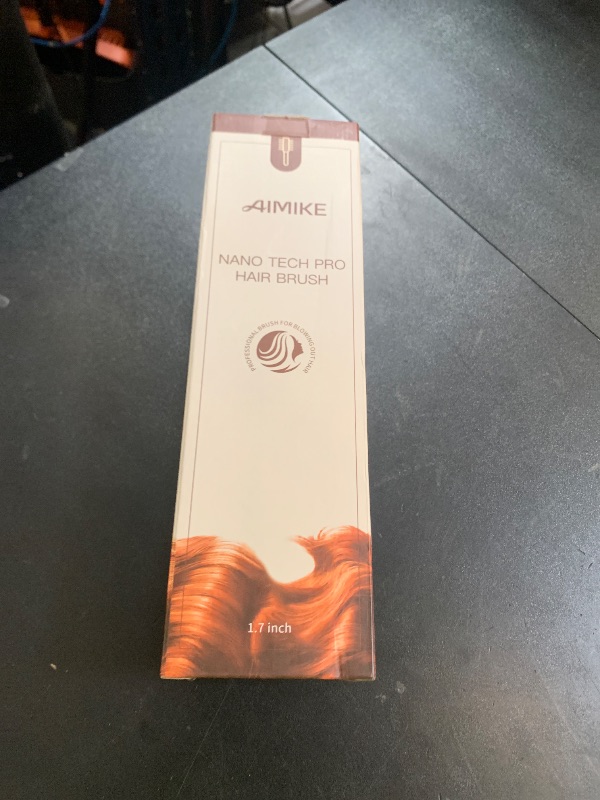 AIMIKE
NANO TECH PRO
HAIR BRUSH
PROFESSIONAL BRUSH FOR BLOWING OUT HAIR
1.7 inch